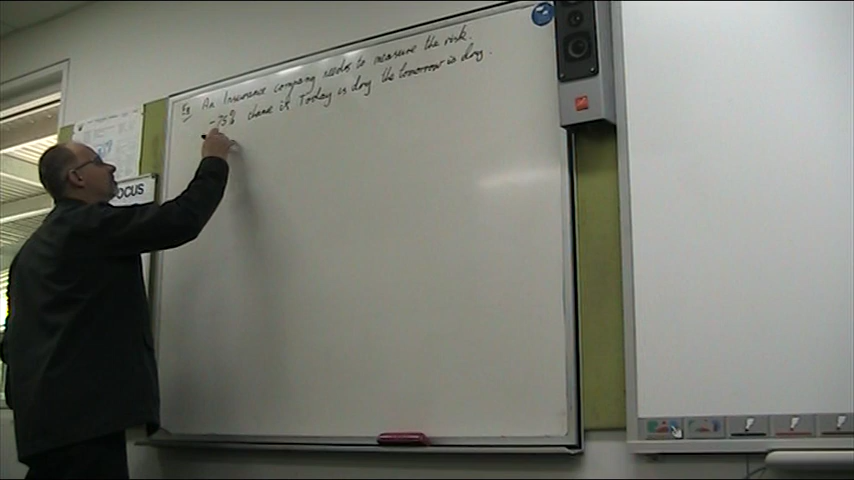 Eg An Insurance company needs to measure the risk.
-75% chance if Today is dry the tomorrow is dry.
OCUS